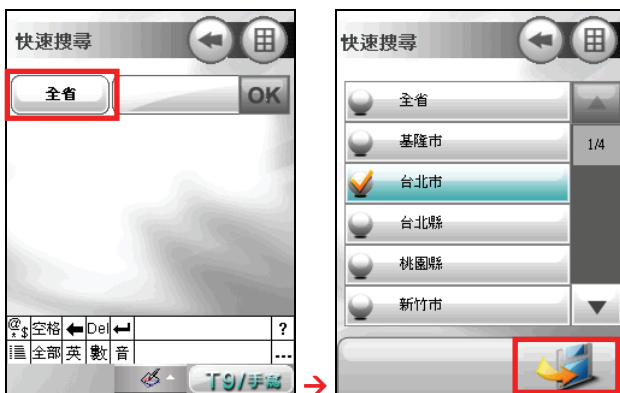 快速搜尋
全省
OK
@
*$ 空格 Del ?
全部 英 數 音 ...
T9/手寫
快速搜尋
全省
基隆市
1/4
台北市
台北縣
桃園縣
新竹市